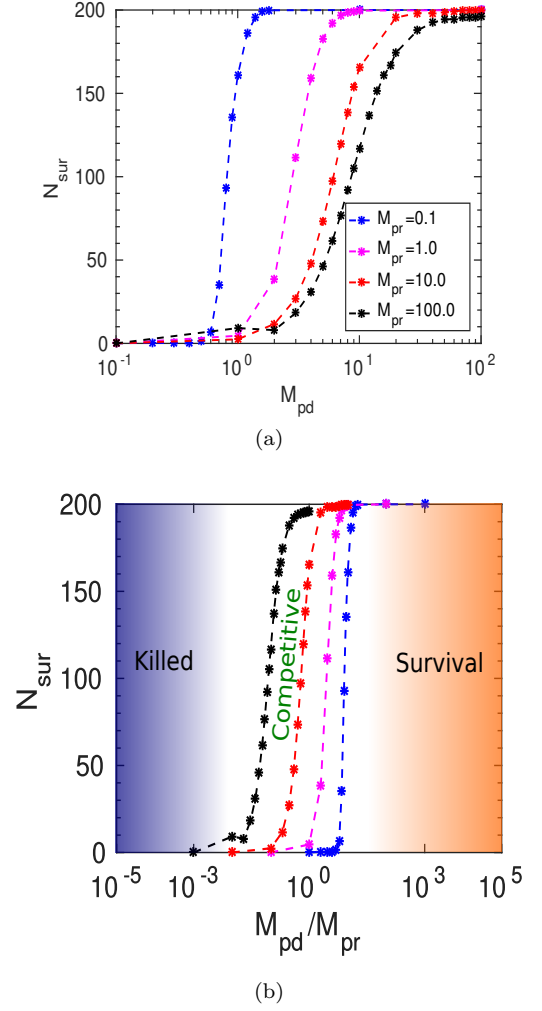 200
150
100
50
0
N_sur
10^-1
10^0
10^1
10^2
M_pd
M_pr=0.1
M_pr=1.0
M_pr=10.0
M_pr=100.0
(a)
200
150
100
50
0
N_sur
Killed
Competitive
Survival
10^-5
10^-3
10^0
10^3
10^5
M_pd/M_pr
(b)